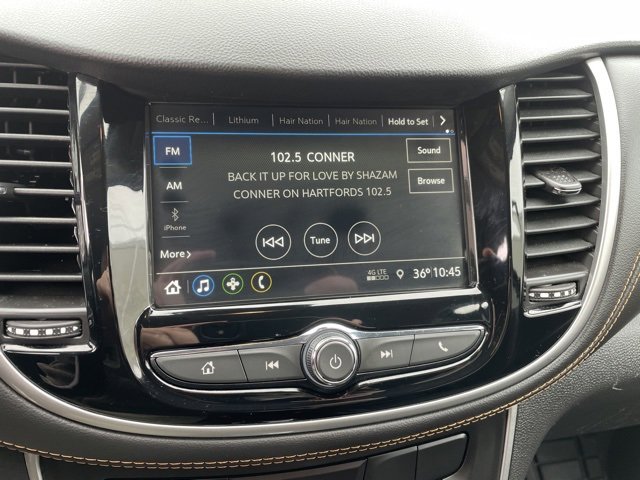 Classic Re... Lithium Hair Nation Hair Nation Hold to Set
FM 102.5 CONNER Sound
BACK IT UP FOR LOVE BY SHAZAM
AM CONNER ON HARTFORDS 102.5 Browse
iPhone
Tune
More
4G LTE 36° 10:45